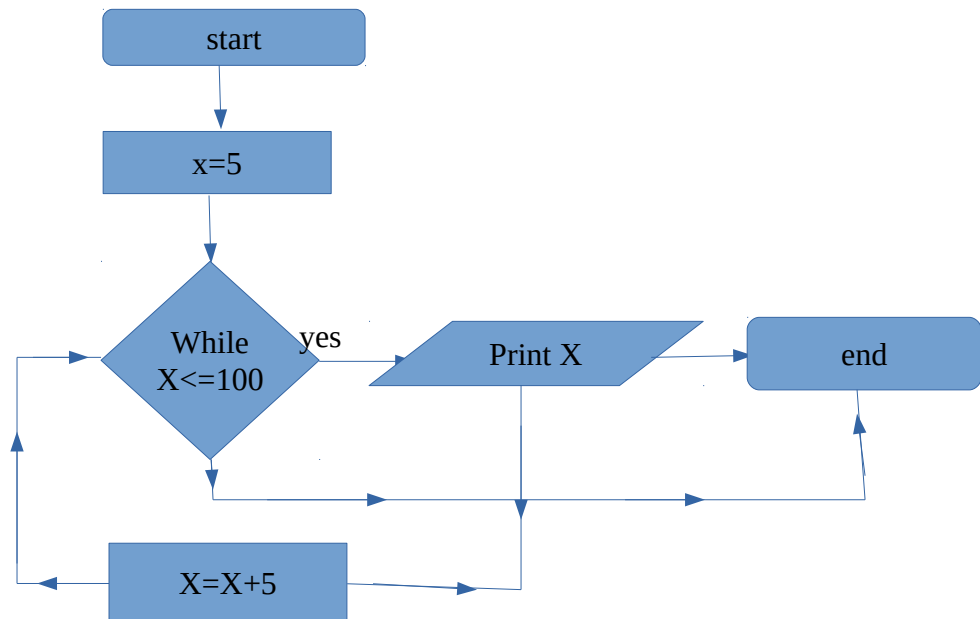 start
x=5
While
X<=100
yes
Print X
end
X=X+5